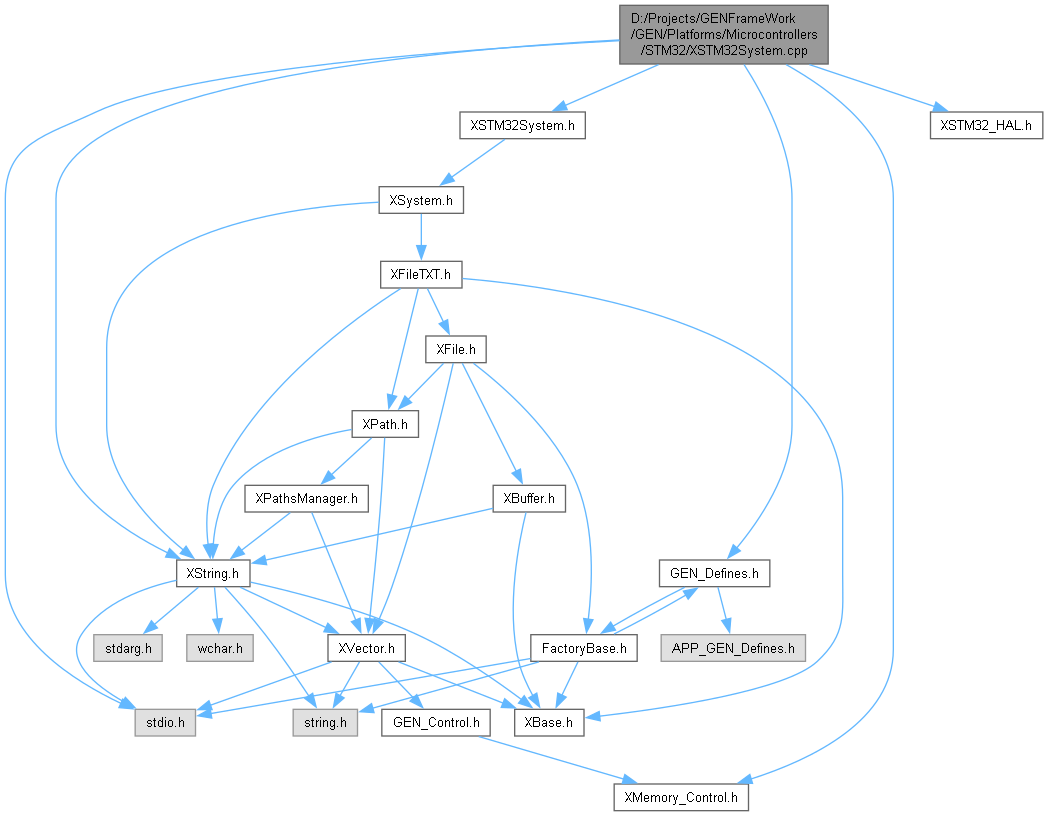 D:/Projects/GENFrameWork
/GEN/Platforms/Microcontrollers
/STM32/XSTM32System.cpp
XSTM32System.h
XSTM32_HAL.h
XSystem.h
XFileTXT.h
XFile.h
XPath.h
XPathsManager.h
XBuffer.h
XString.h
GEN_Defines.h
stdarg.h
wchar.h
XVector.h
FactoryBase.h
APP_GEN_Defines.h
stdio.h
string.h
GEN_Control.h
XBase.h
XMemory_Control.h